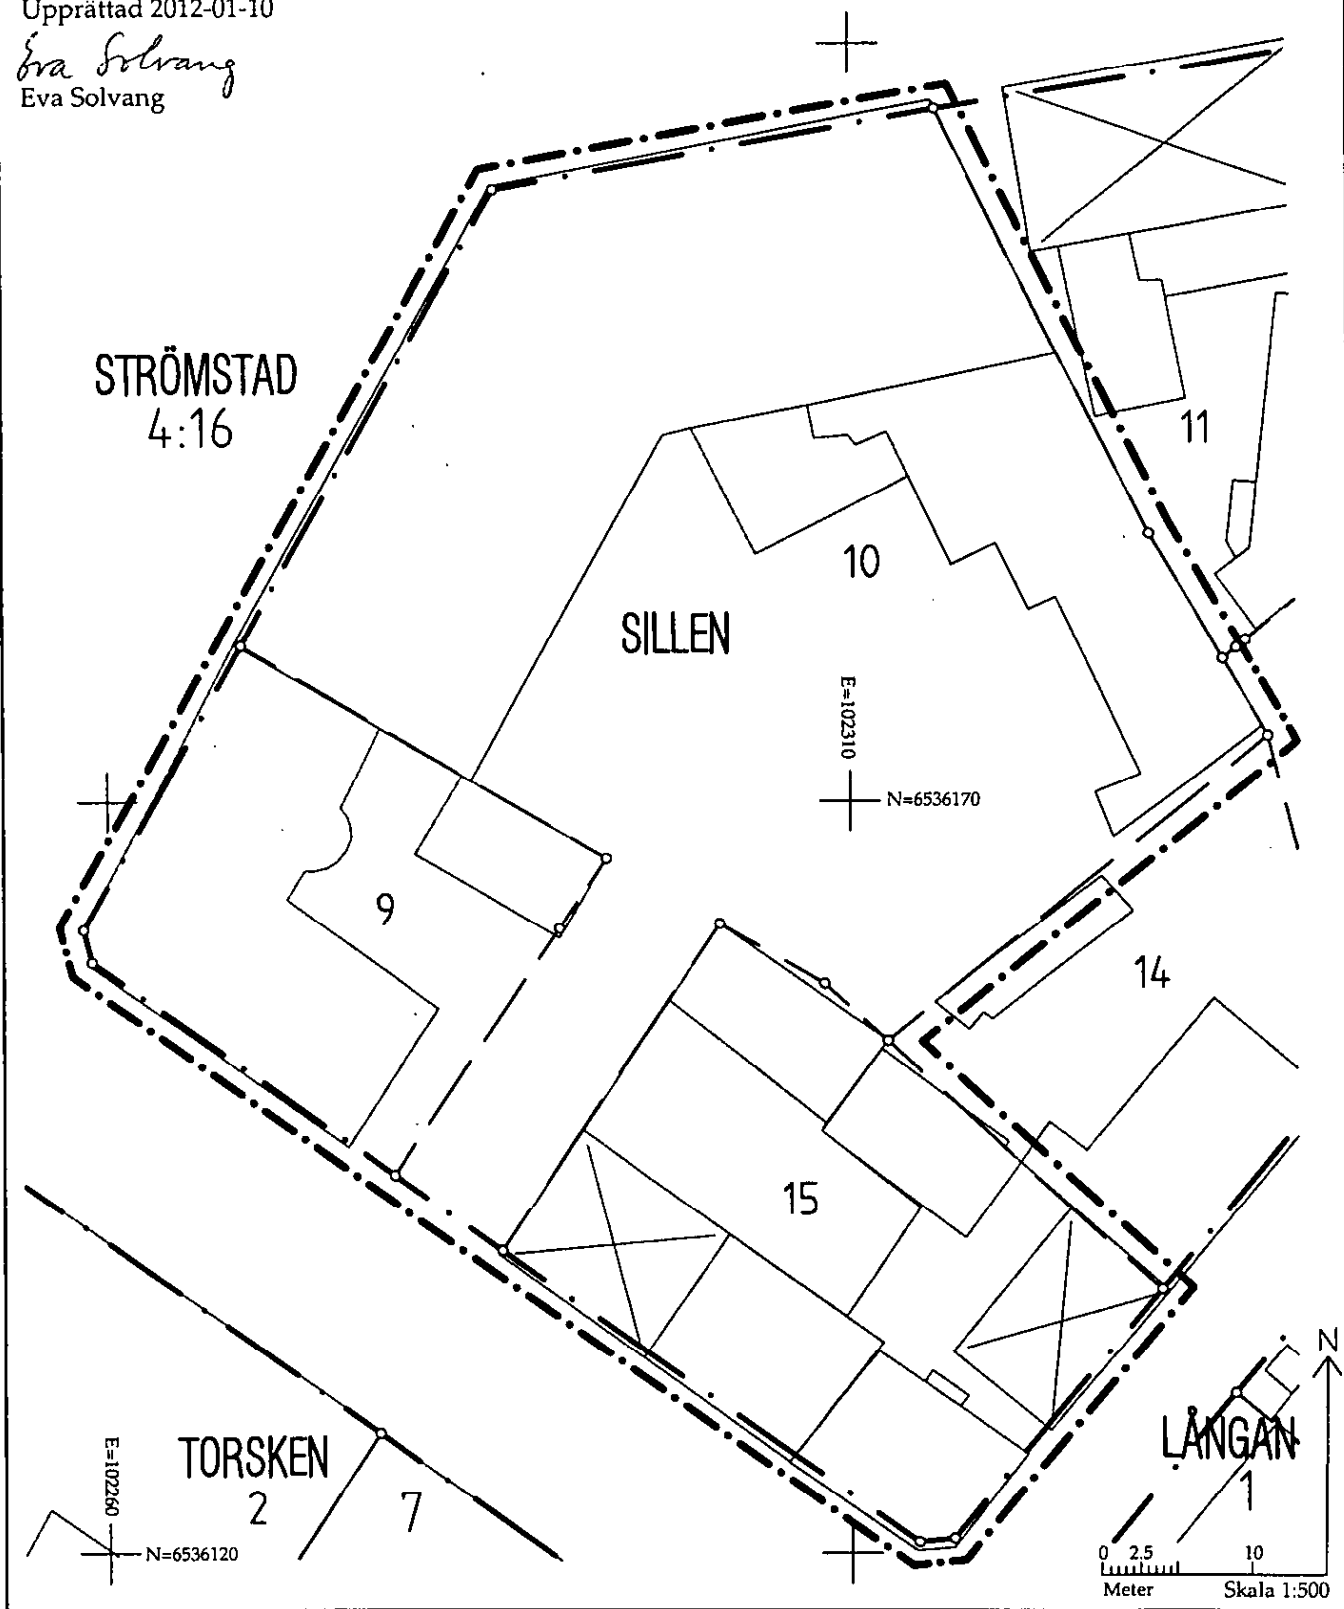 Upprättad 2012-01-10
Eva Solvang
Eva Solvang
STRÖMSTAD
4:16
11
10
SILLEN
E=102310
N=6536170
9
14
15
N
TORSKEN
2
7
LÅNGAN
1
E=102260
N=6536120
0 2.5 10
Meter Skala 1:500